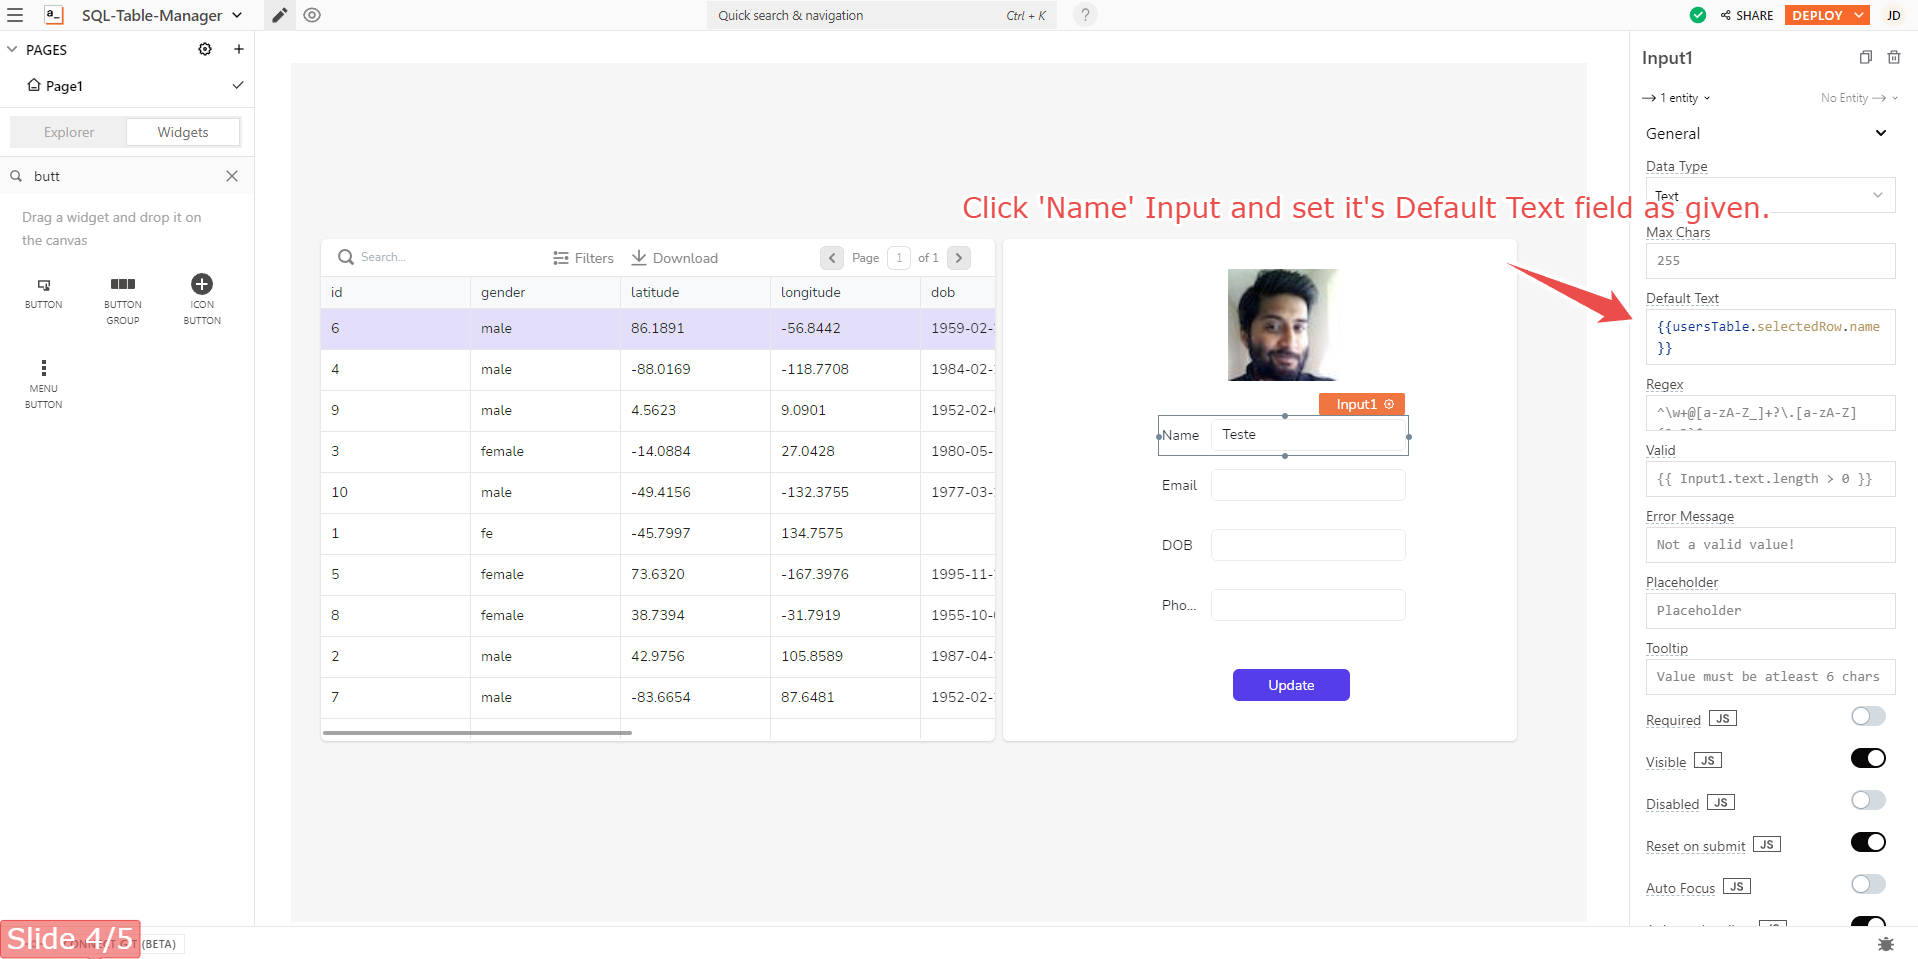 a_ SQL-Table-Manager
Quick search & navigation Ctrl + K ?
SHARE DEPLOY JD
PAGES
Page1
Explorer Widgets
butt
Drag a widget and drop it on
the canvas
BUTTON
BUTTON
GROUP
ICON
BUTTON
MENU
BUTTON
Click 'Name' Input and set it's Default Text field as given.
Search... Filters Download Page 1 of 1
id gender latitude longitude dob
6 male 86.1891 -56.8442 1959-02-
4 male -88.0169 -118.7708 1984-02-
9 male 4.5623 9.0901 1952-02-
3 female -14.0884 27.0428 1980-05-
10 male -49.4156 -132.3755 1977-03-
1 fe -45.7997 134.7575
5 female 73.6320 -167.3976 1995-11-
8 female 38.7394 -31.7919 1955-10-
2 male 42.9756 105.8589 1987-04-
7 male -83.6654 87.6481 1952-02-
Input1
Name Teste
Email
DOB
Pho...
Update
Input1
1 entity No Entity
General
Data Type
Text
Max Chars
255
Default Text
{{usersTable.selectedRow.name
}}
Regex
^\w+@[a-zA-Z_]+?\.[a-zA-Z]
Valid
{{ Input1.text.length > 0 }}
Error Message
Not a valid value!
Placeholder
Placeholder
Tooltip
Value must be atleast 6 chars
Required JS
Visible JS
Disabled JS
Reset on submit JS
Auto Focus JS
Slide 4/5
CONNECT GIT (BETA)